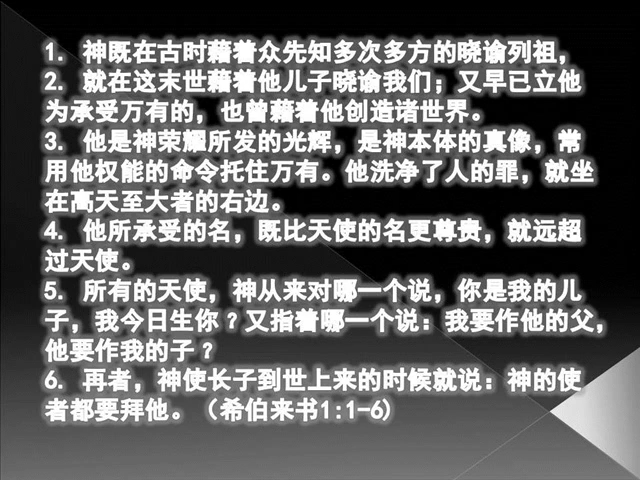 1. 神既在古时藉着众先知多次多方的晓谕列祖，
2. 就在这末世藉着他儿子晓谕我们；又早已立他
为承受万有的，也曾藉着他创造诸世界。
3. 他是神荣耀所发的光辉，是神本体的真像，常
用他权能的命令托住万有。他洗净了人的罪，就坐
在高天至大者的右边。
4. 他所承受的名，既比天使的名更尊贵，就远超
过天使。
5. 所有的天使，神从来对哪一个说，你是我的儿
子，我今日生你？又指着哪一个说：我要作他的父，
他要作我的子？
6. 再者，神使长子到世上来的时候就说：神的使
者都要拜他。（希伯来书1:1-6)